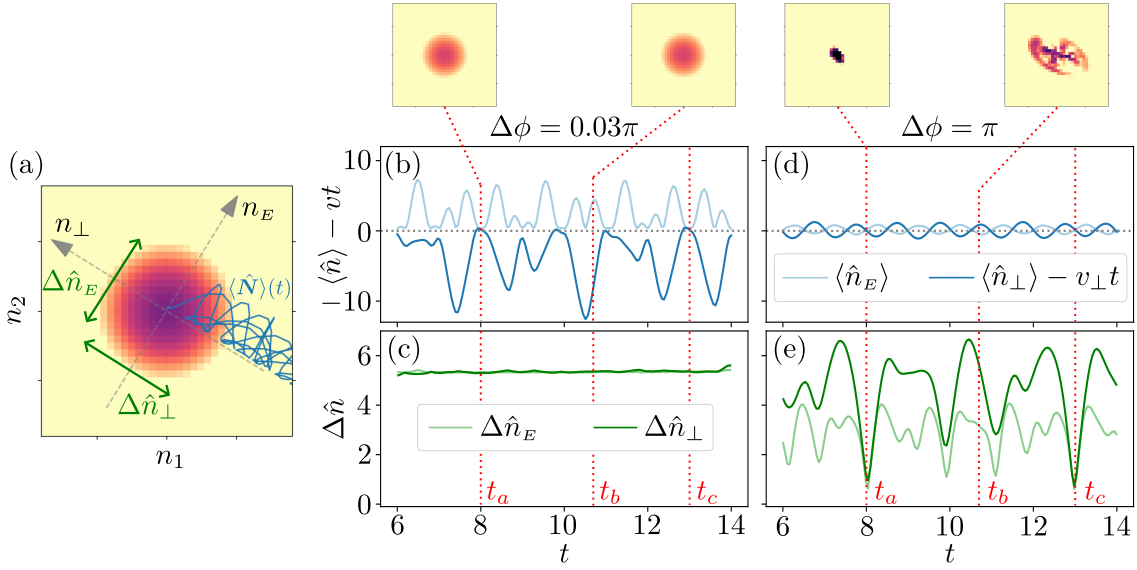 Δϕ = 0.03π
Δϕ = π
(a)
n_E
n_⊥
Δn̂_E
⟨N̂⟩(t)
Δn̂_⊥
n_2
n_1
(b)
10
0
−10
| ⟨n̂⟩ − vt
(d)
⟨n̂_E⟩
⟨n̂_⊥⟩ − v_⊥t
(c)
6
4
2
0
Δn̂
Δn̂_E
Δn̂_⊥
t_a
t_b
t_c
6
8
10
12
14
t
(e)
t_a
t_b
t_c
6
8
10
12
14
t